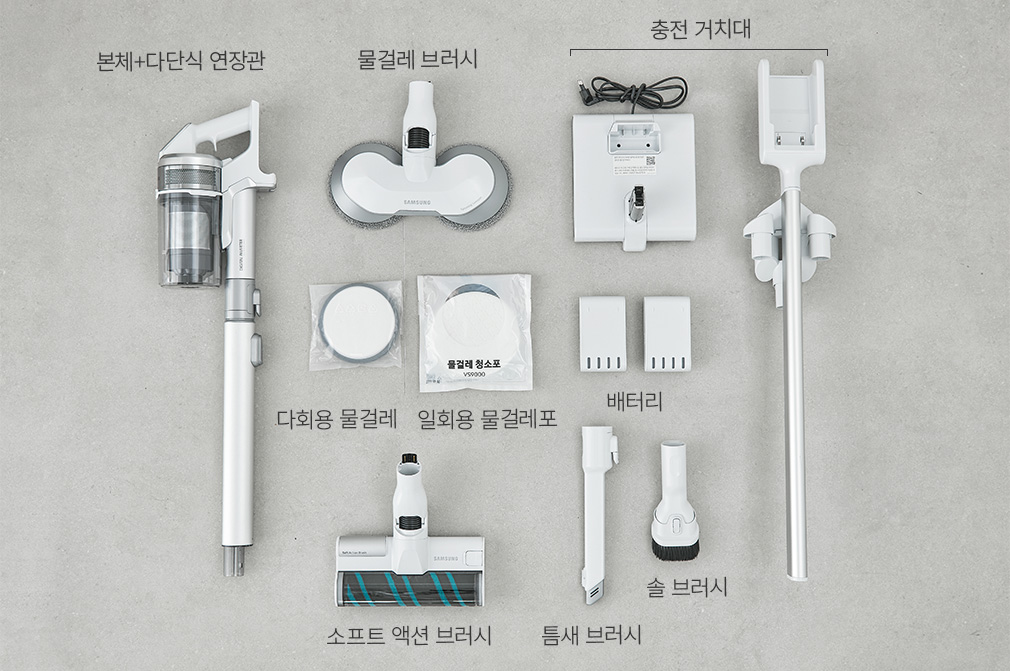 충전 거치대
본체+다단식 연장관
물걸레 브러시
SAMSUNG
물걸레 청소포
VS9000
배터리
다회용 물걸레
일회용 물걸레포
SAMSUNG
솔 브러시
소프트 액션 브러시
틈새 브러시